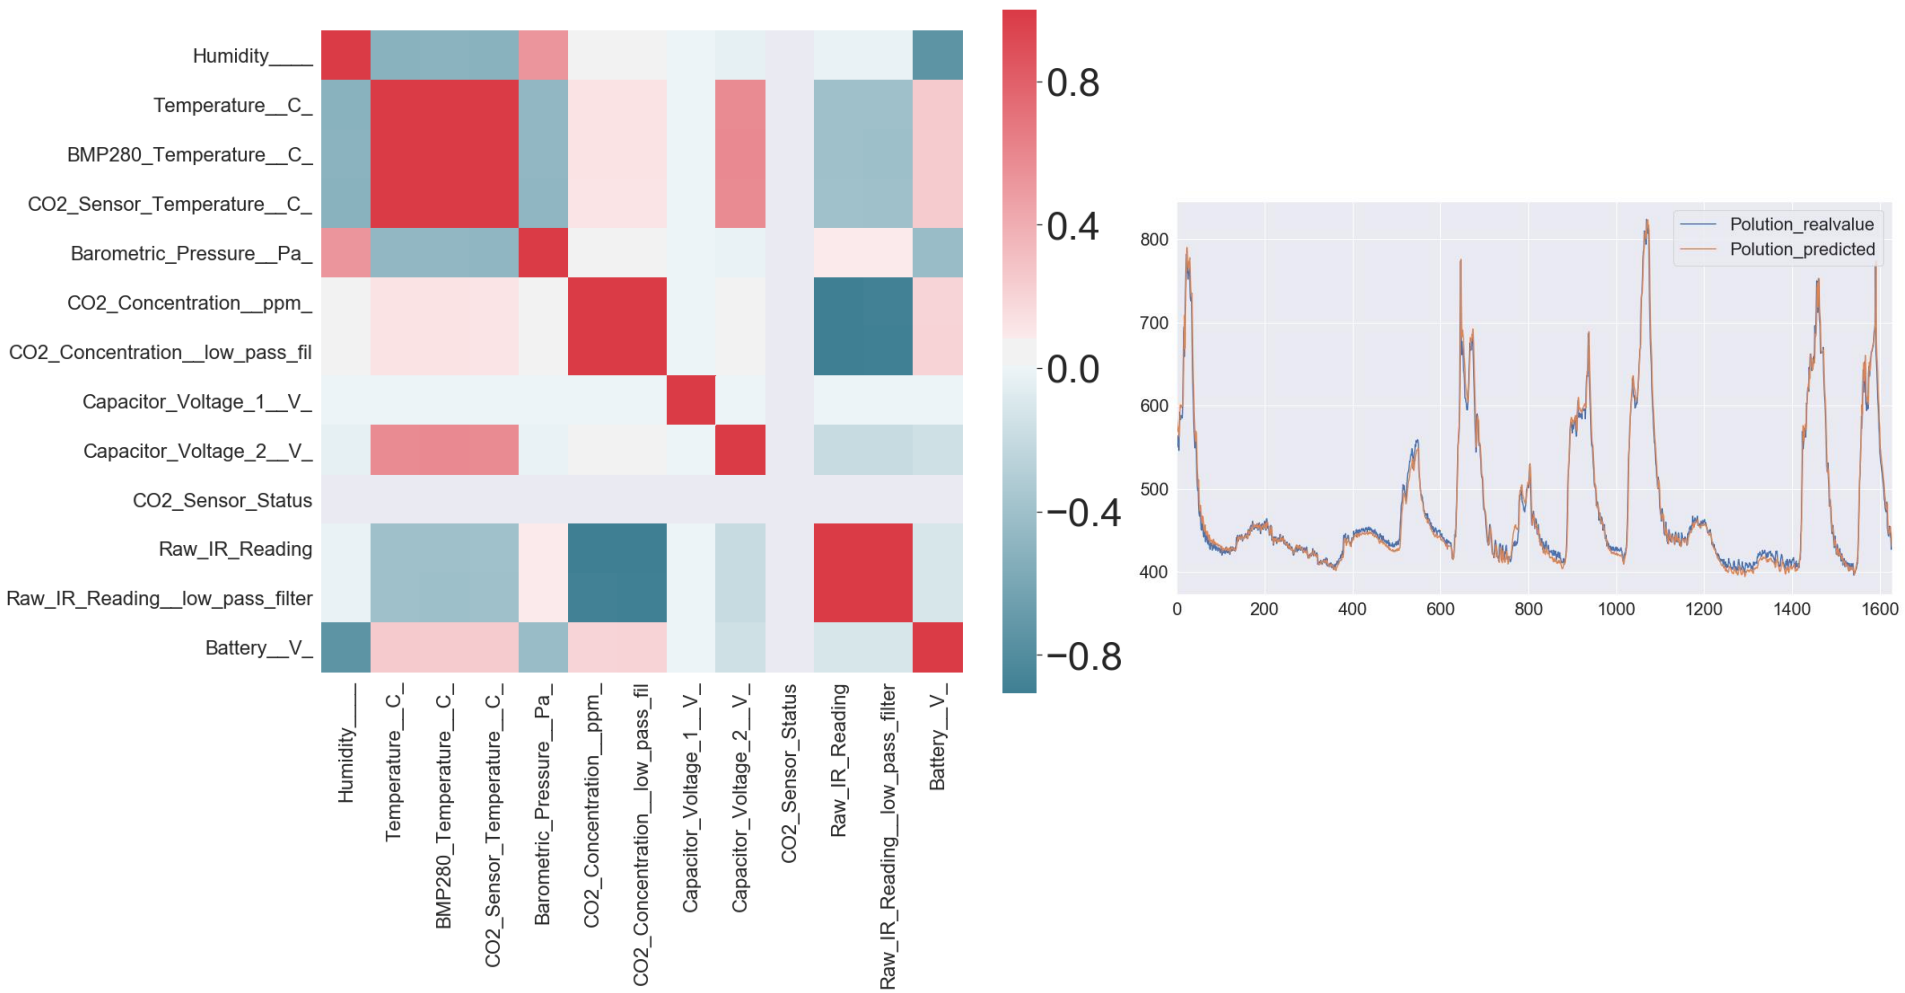 Humidity____
Temperature__C_
BMP280_Temperature__C_
CO2_Sensor_Temperature__C_
Barometric_Pressure__Pa_
CO2_Concentration__ppm_
CO2_Concentration__low_pass_fil
Capacitor_Voltage_1__V_
Capacitor_Voltage_2__V_
CO2_Sensor_Status
Raw_IR_Reading
Raw_IR_Reading__low_pass_filter
Battery__V_
Humidity____
Temperature__C_
BMP280_Temperature__C_
CO2_Sensor_Temperature__C_
Barometric_Pressure__Pa_
CO2_Concentration__ppm_
CO2_Concentration__low_pass_fil
Capacitor_Voltage_1__V_
Capacitor_Voltage_2__V_
CO2_Sensor_Status
Raw_IR_Reading
Raw_IR_Reading__low_pass_filter
Battery__V_
0.8
0.4
0.0
−0.4
−0.8
Polution_realvalue
Polution_predicted
800
700
600
500
400
0 200 400 600 800 1000 1200 1400 1600